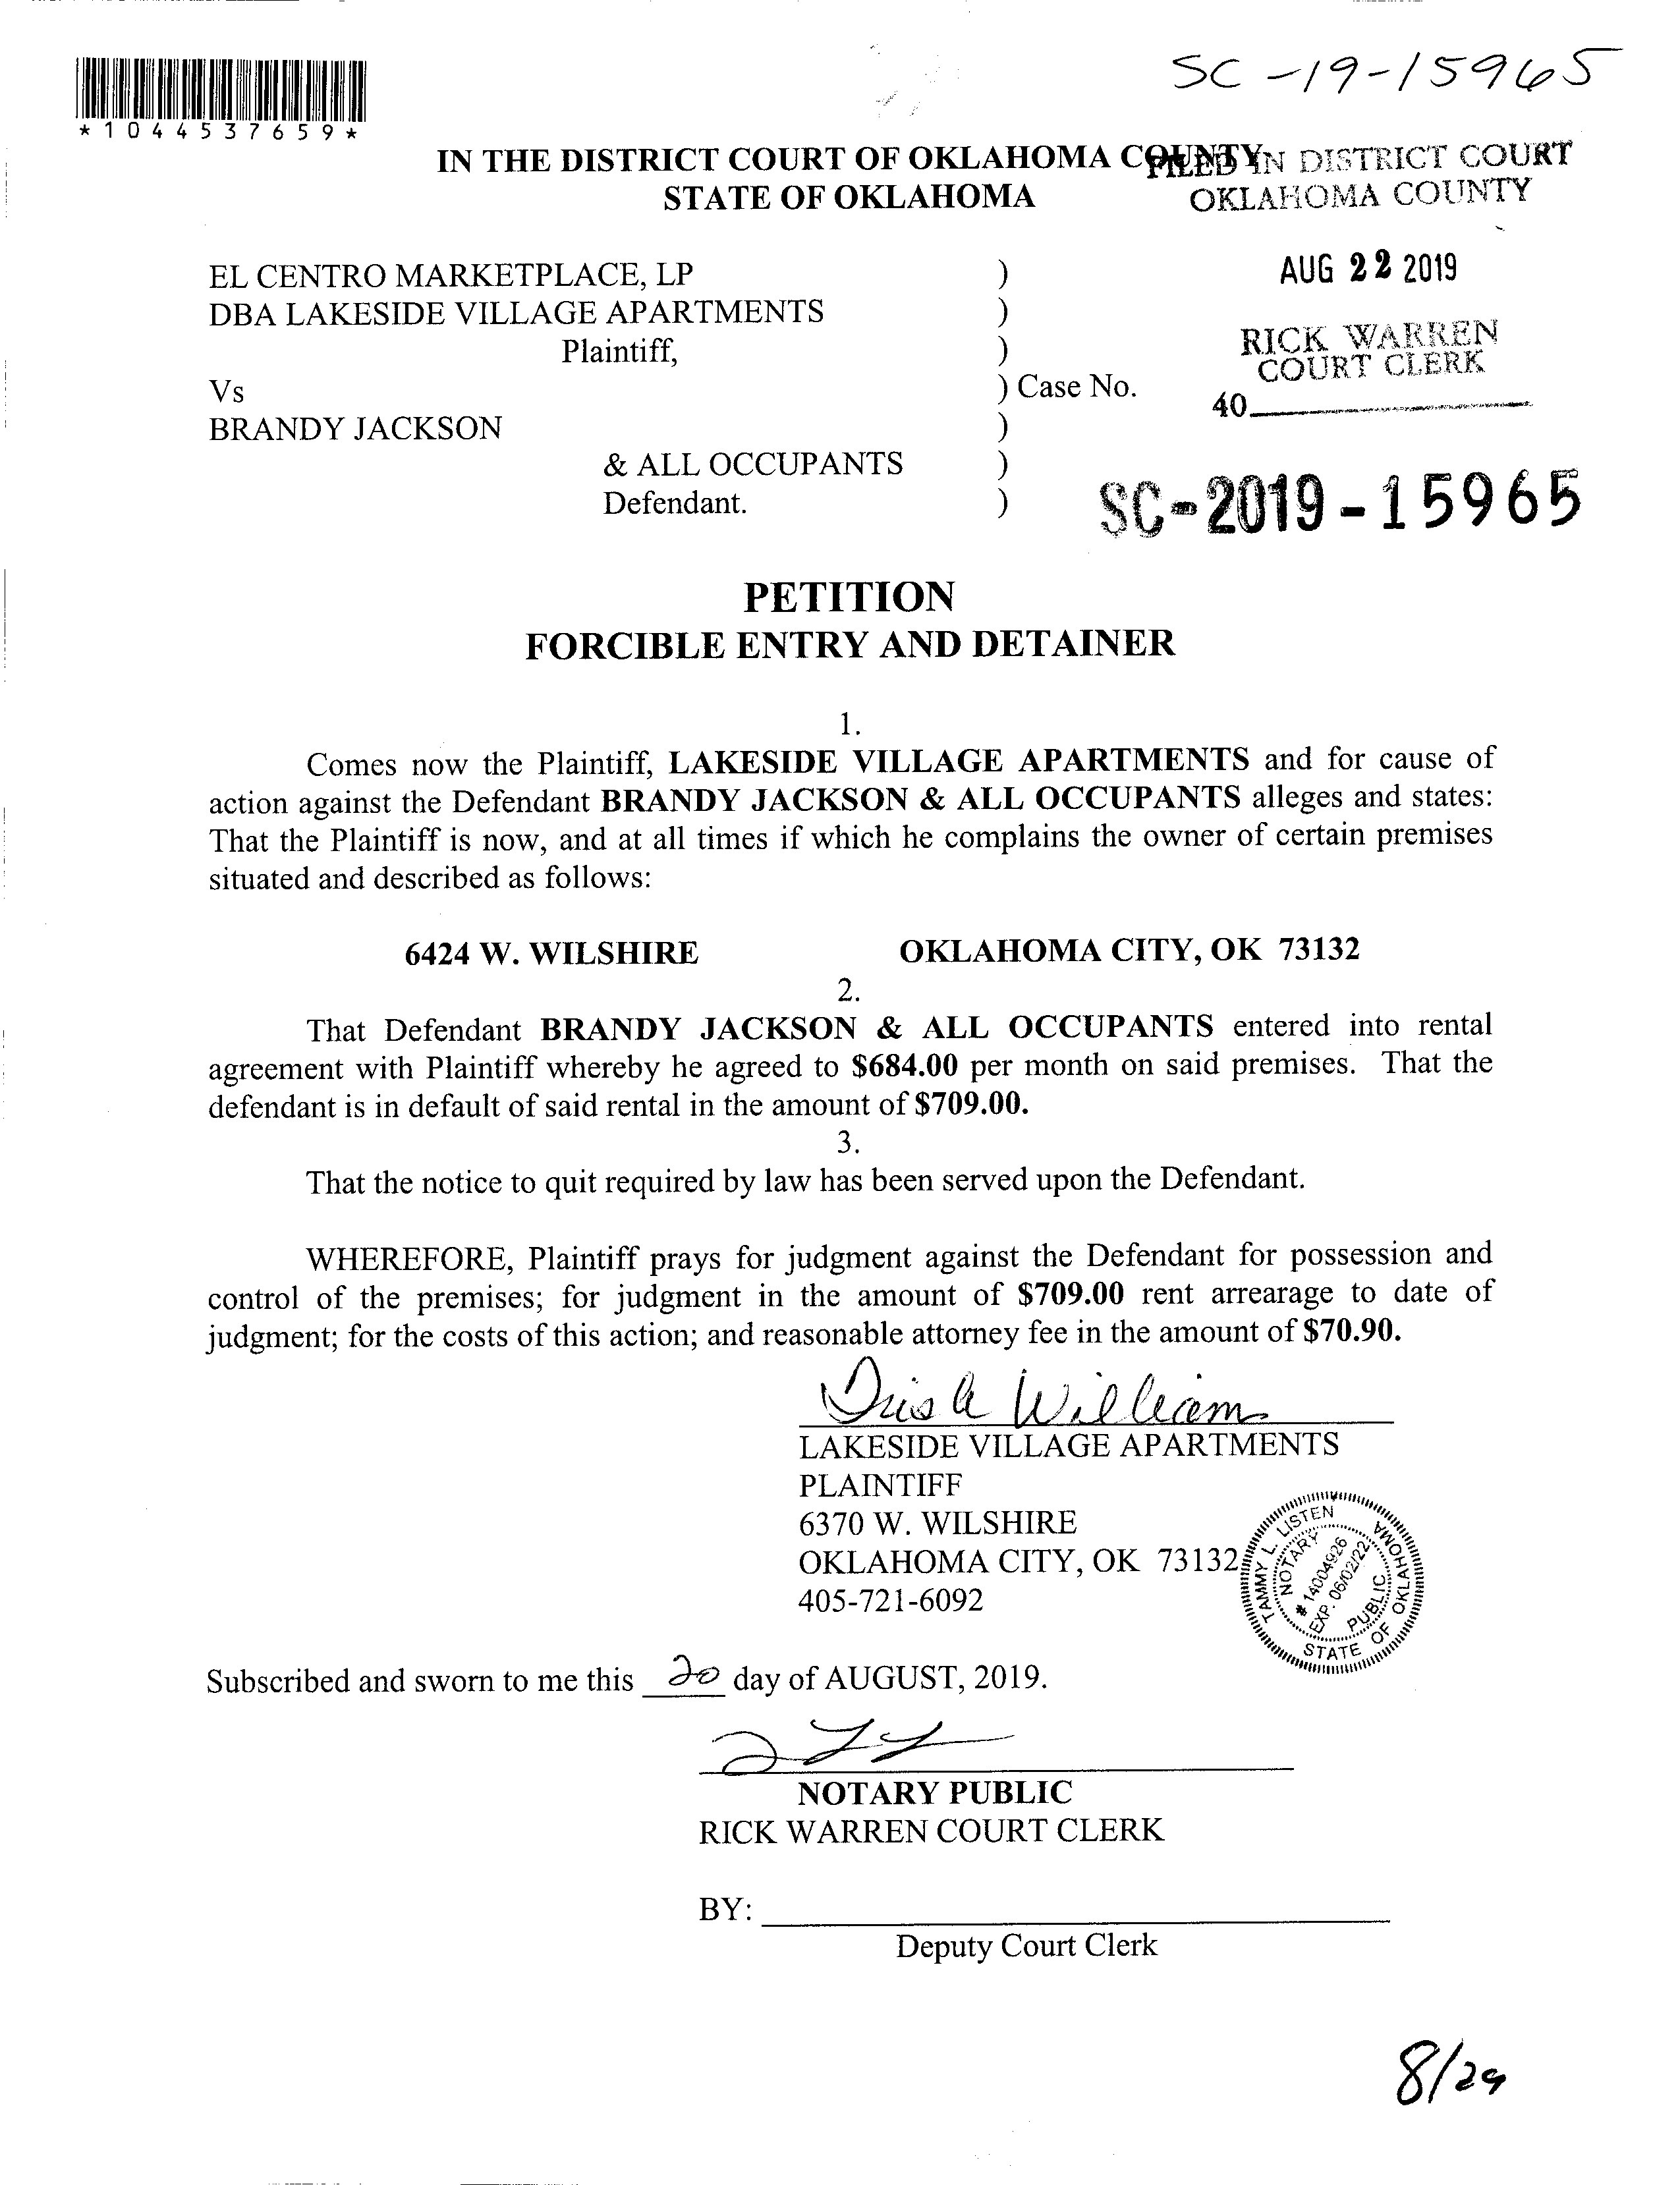 SC-19-15965
*1044537659*
IN THE DISTRICT COURT OF OKLAHOMA COUNTY
STATE OF OKLAHOMA
FILED IN DISTRICT COURT
OKLAHOMA COUNTY
AUG 22 2019
RICK WARREN
COURT CLERK
40
EL CENTRO MARKETPLACE, LP )
DBA LAKESIDE VILLAGE APARTMENTS )
Plaintiff, )
Vs ) Case No.
BRANDY JACKSON )
& ALL OCCUPANTS )
Defendant. )
SC-2019-15965
PETITION
FORCIBLE ENTRY AND DETAINER
1.
Comes now the Plaintiff, LAKESIDE VILLAGE APARTMENTS and for cause of
action against the Defendant BRANDY JACKSON & ALL OCCUPANTS alleges and states:
That the Plaintiff is now, and at all times if which he complains the owner of certain premises
situated and described as follows:
6424 W. WILSHIRE OKLAHOMA CITY, OK 73132
2.
That Defendant BRANDY JACKSON & ALL OCCUPANTS entered into rental
agreement with Plaintiff whereby he agreed to $684.00 per month on said premises. That the
defendant is in default of said rental in the amount of $709.00.
3.
That the notice to quit required by law has been served upon the Defendant.
WHEREFORE, Plaintiff prays for judgment against the Defendant for possession and
control of the premises; for judgment in the amount of $709.00 rent arrearage to date of
judgment; for the costs of this action; and reasonable attorney fee in the amount of $70.90.
LAKESIDE VILLAGE APARTMENTS
PLAINTIFF
6370 W. WILSHIRE
OKLAHOMA CITY, OK 73132
405-721-6092
TAMMY L. LISTEN
NOTARY
# 14004926
EXP. 06/02/22
PUBLIC
STATE OF OKLAHOMA
Subscribed and sworn to me this 20 day of AUGUST, 2019.
NOTARY PUBLIC
RICK WARREN COURT CLERK
BY:
Deputy Court Clerk
8/29